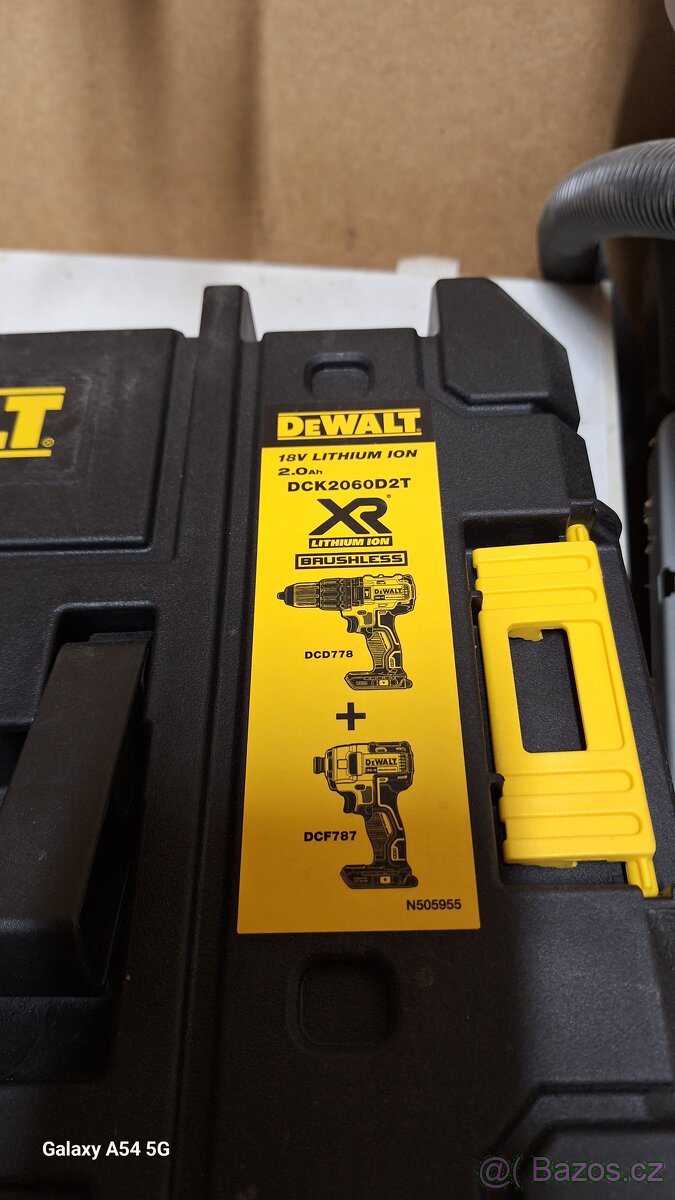 LT®
DEWALT®
18V LITHIUM ION
2.0Ah
DCK2060D2T
XR®
LITHIUM ION
BRUSHLESS
DEWALT
DCD778
+
DEWALT
DCF787
N505955
Galaxy A54 5G
@( Bazos.cz